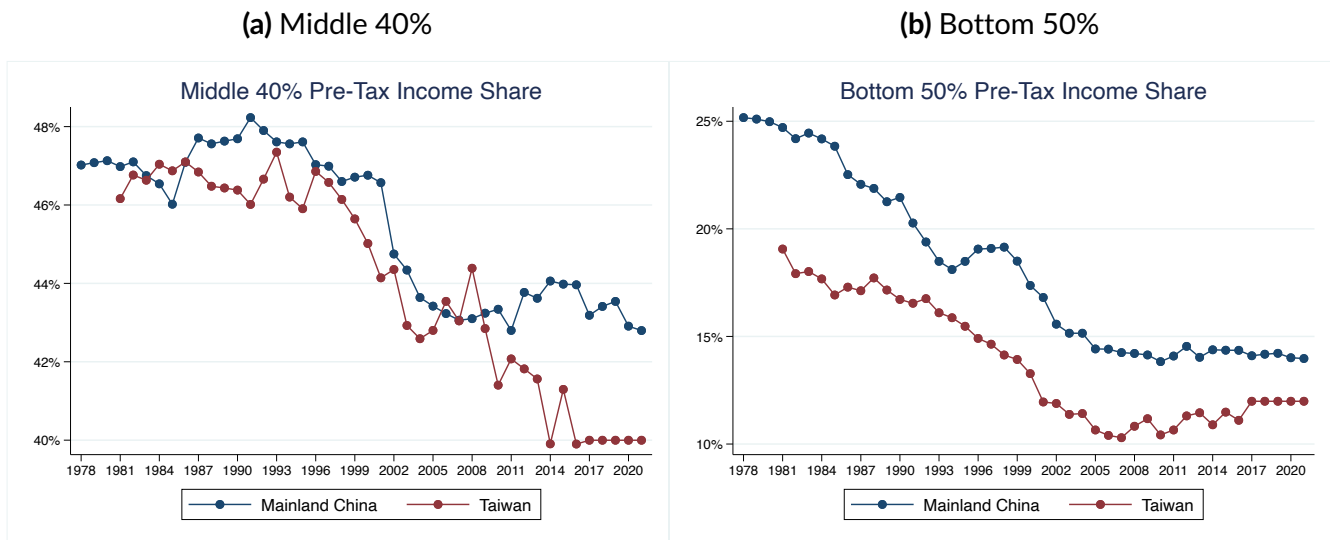 (a) Middle 40%
Middle 40% Pre-Tax Income Share
48%
46%
44%
42%
40%
1978 1981 1984 1987 1990 1993 1996 1999 2002 2005 2008 2011 2014 2017 2020
Mainland China Taiwan
(b) Bottom 50%
Bottom 50% Pre-Tax Income Share
25%
20%
15%
10%
1978 1981 1984 1987 1990 1993 1996 1999 2002 2005 2008 2011 2014 2017 2020
Mainland China Taiwan